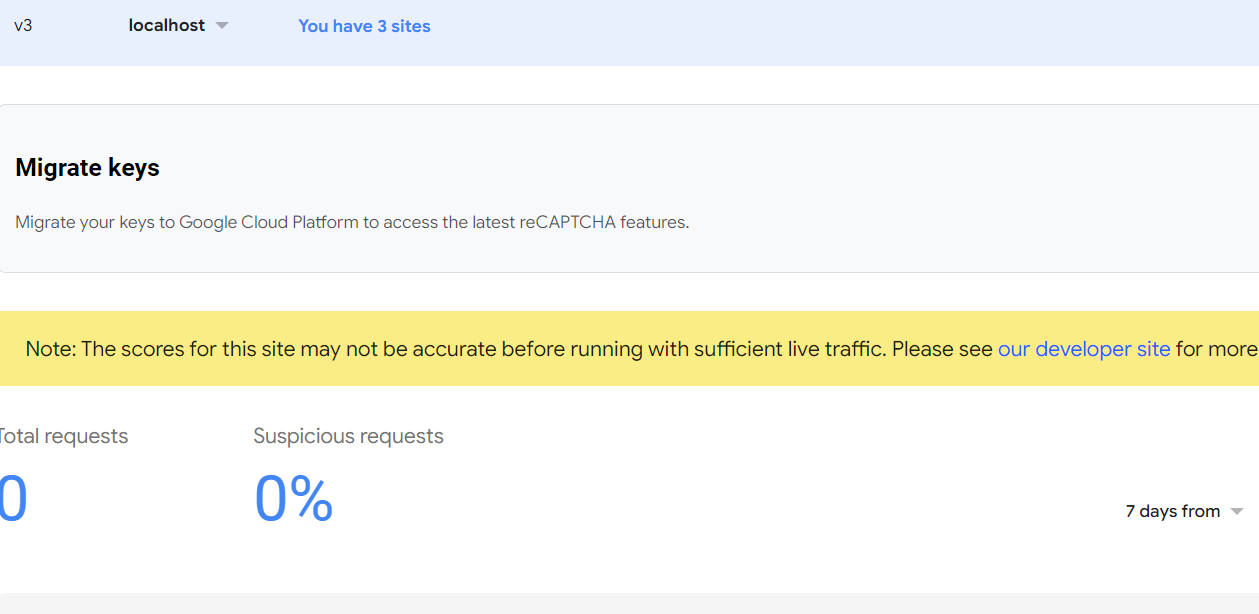 v3 localhost You have 3 sites
Migrate keys
Migrate your keys to Google Cloud Platform to access the latest reCAPTCHA features.
Note: The scores for this site may not be accurate before running with sufficient live traffic. Please see our developer site for more
Total requests Suspicious requests
0 0%
7 days from